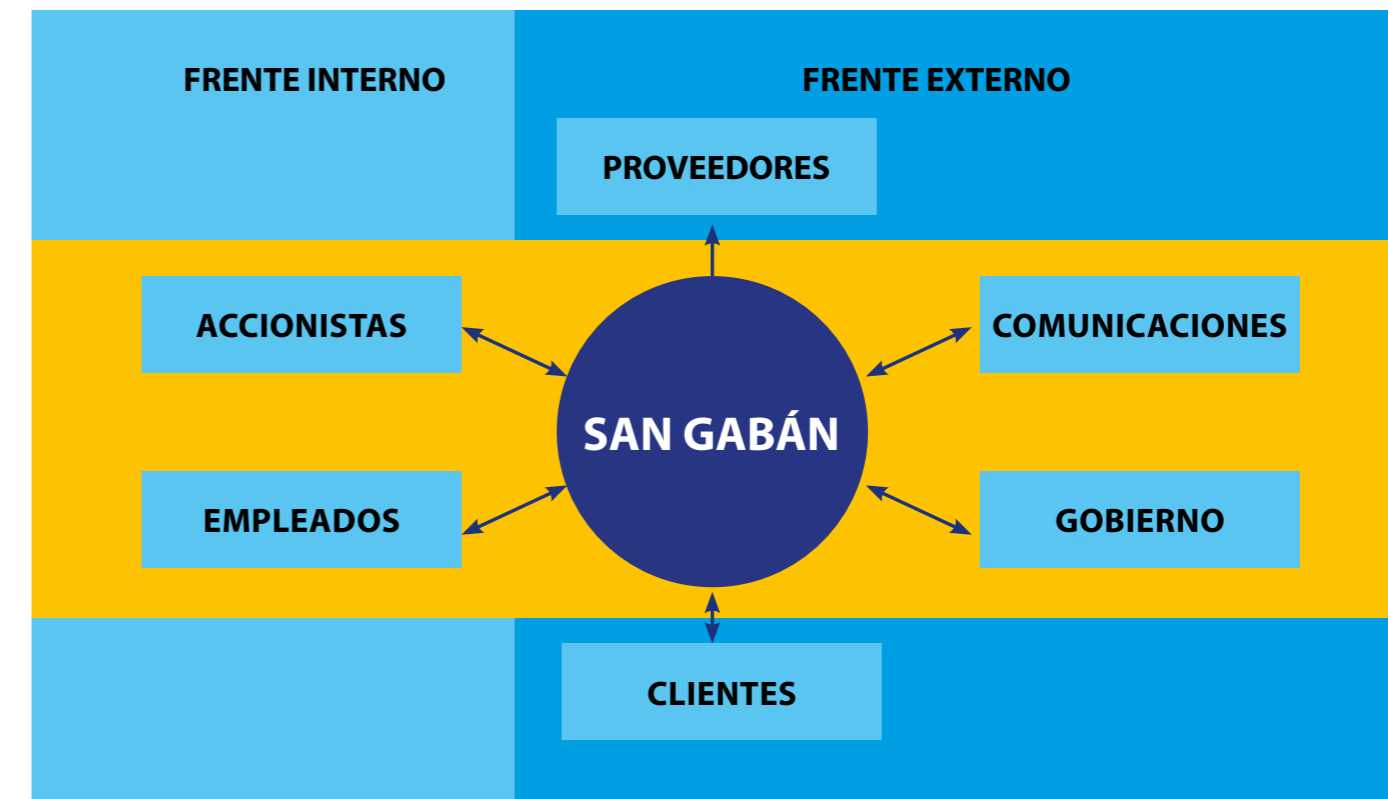 FRENTE INTERNO
FRENTE EXTERNO
PROVEEDORES
ACCIONISTAS
COMUNICACIONES
SAN GABÁN
EMPLEADOS
GOBIERNO
CLIENTES